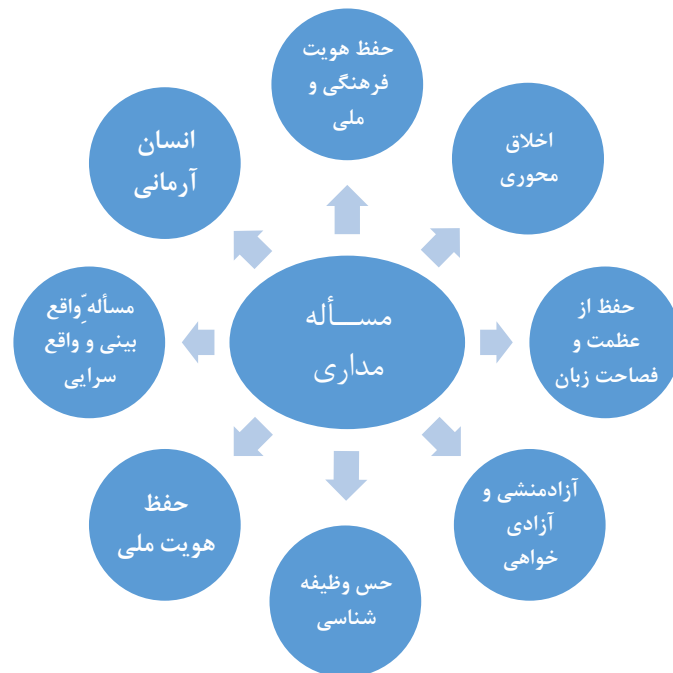 حفظ هویت
فرهنگی و
ملی
اخلاق
محوری
حفظ از
عظمت و
فصاحت زبان
آزادمنشی و
آزادی
خواهی
حس وظیفه
شناسی
حفظ
هویت ملی
مسأله ِّواقع
بینی و واقع
سرایی
انسان
آرمانی
مســأله
مداری